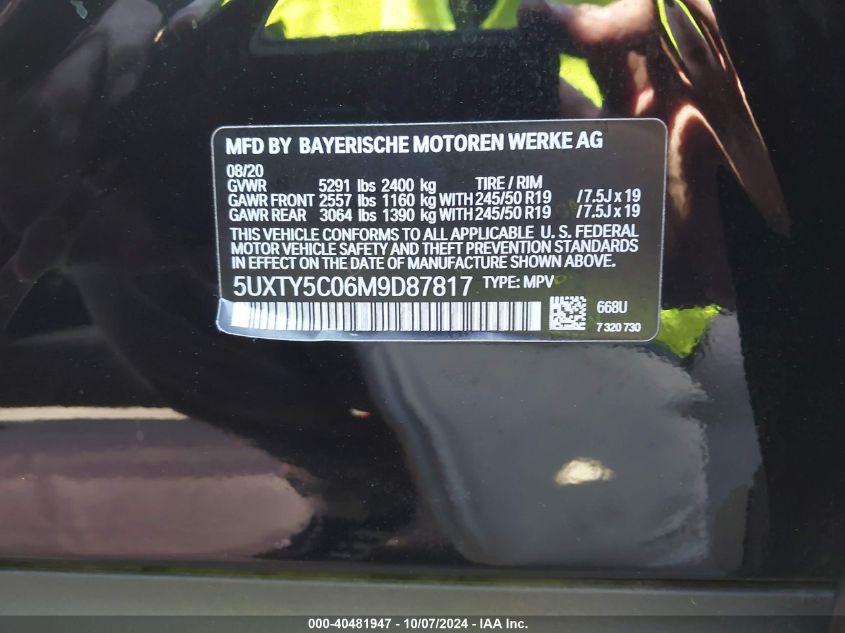 MFD BY BAYERISCHE MOTOREN WERKE AG
08/20
GVWR 5291 lbs 2400 kg TIRE / RIM
GAWR FRONT 2557 lbs 1160 kg WITH 245/50 R19 /7.5J x 19
GAWR REAR 3064 lbs 1390 kg WITH 245/50 R19 /7.5J x 19
THIS VEHICLE CONFORMS TO ALL APPLICABLE U. S. FEDERAL
MOTOR VEHICLE SAFETY AND THEFT PREVENTION STANDARDS
IN EFFECT ON THE DATE OF MANUFACTURE SHOWN ABOVE.
5UXTY5C06M9D87817 TYPE: MPV
668U
7 320 730
000-40481947 - 10/07/2024 - IAA Inc.